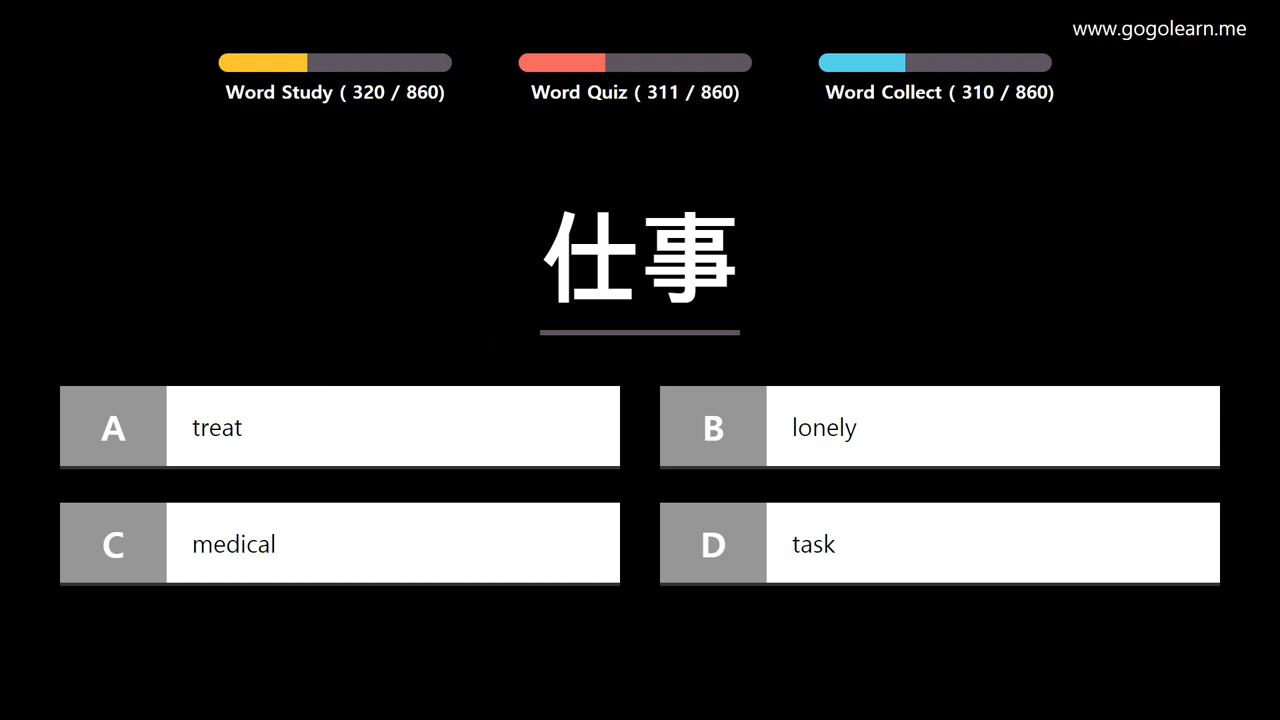 www.gogolearn.me
Word Study ( 320 / 860)
Word Quiz ( 311 / 860)
Word Collect ( 310 / 860)
仕事
A treat
B lonely
C medical
D task